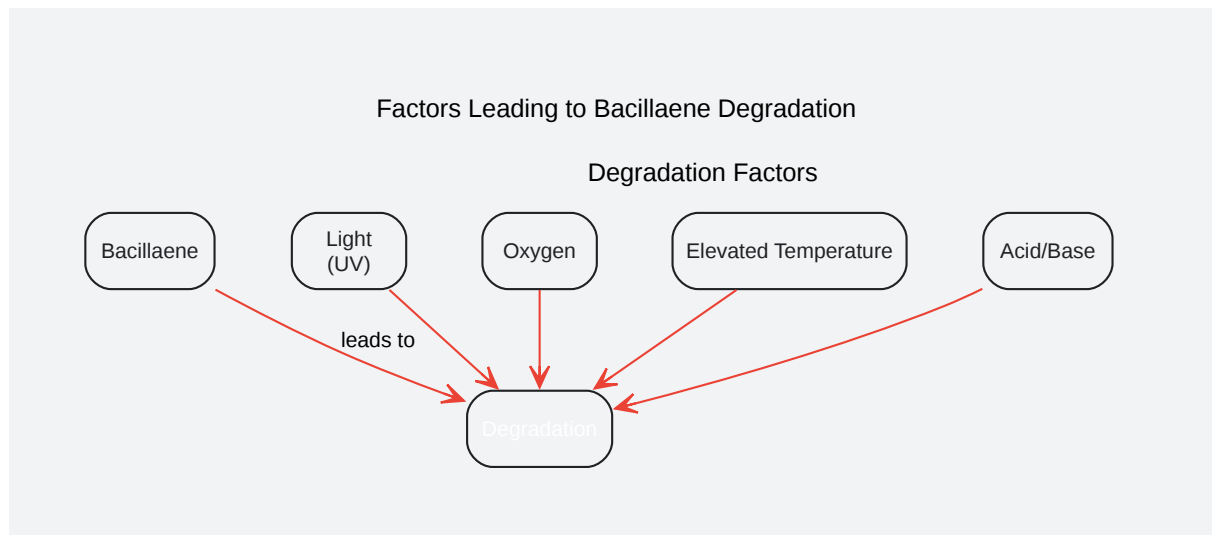 Factors Leading to Bacillaene Degradation
Degradation Factors
Bacillaene
Light
(UV)
Oxygen
Elevated Temperature
Acid/Base
leads to
Degradation